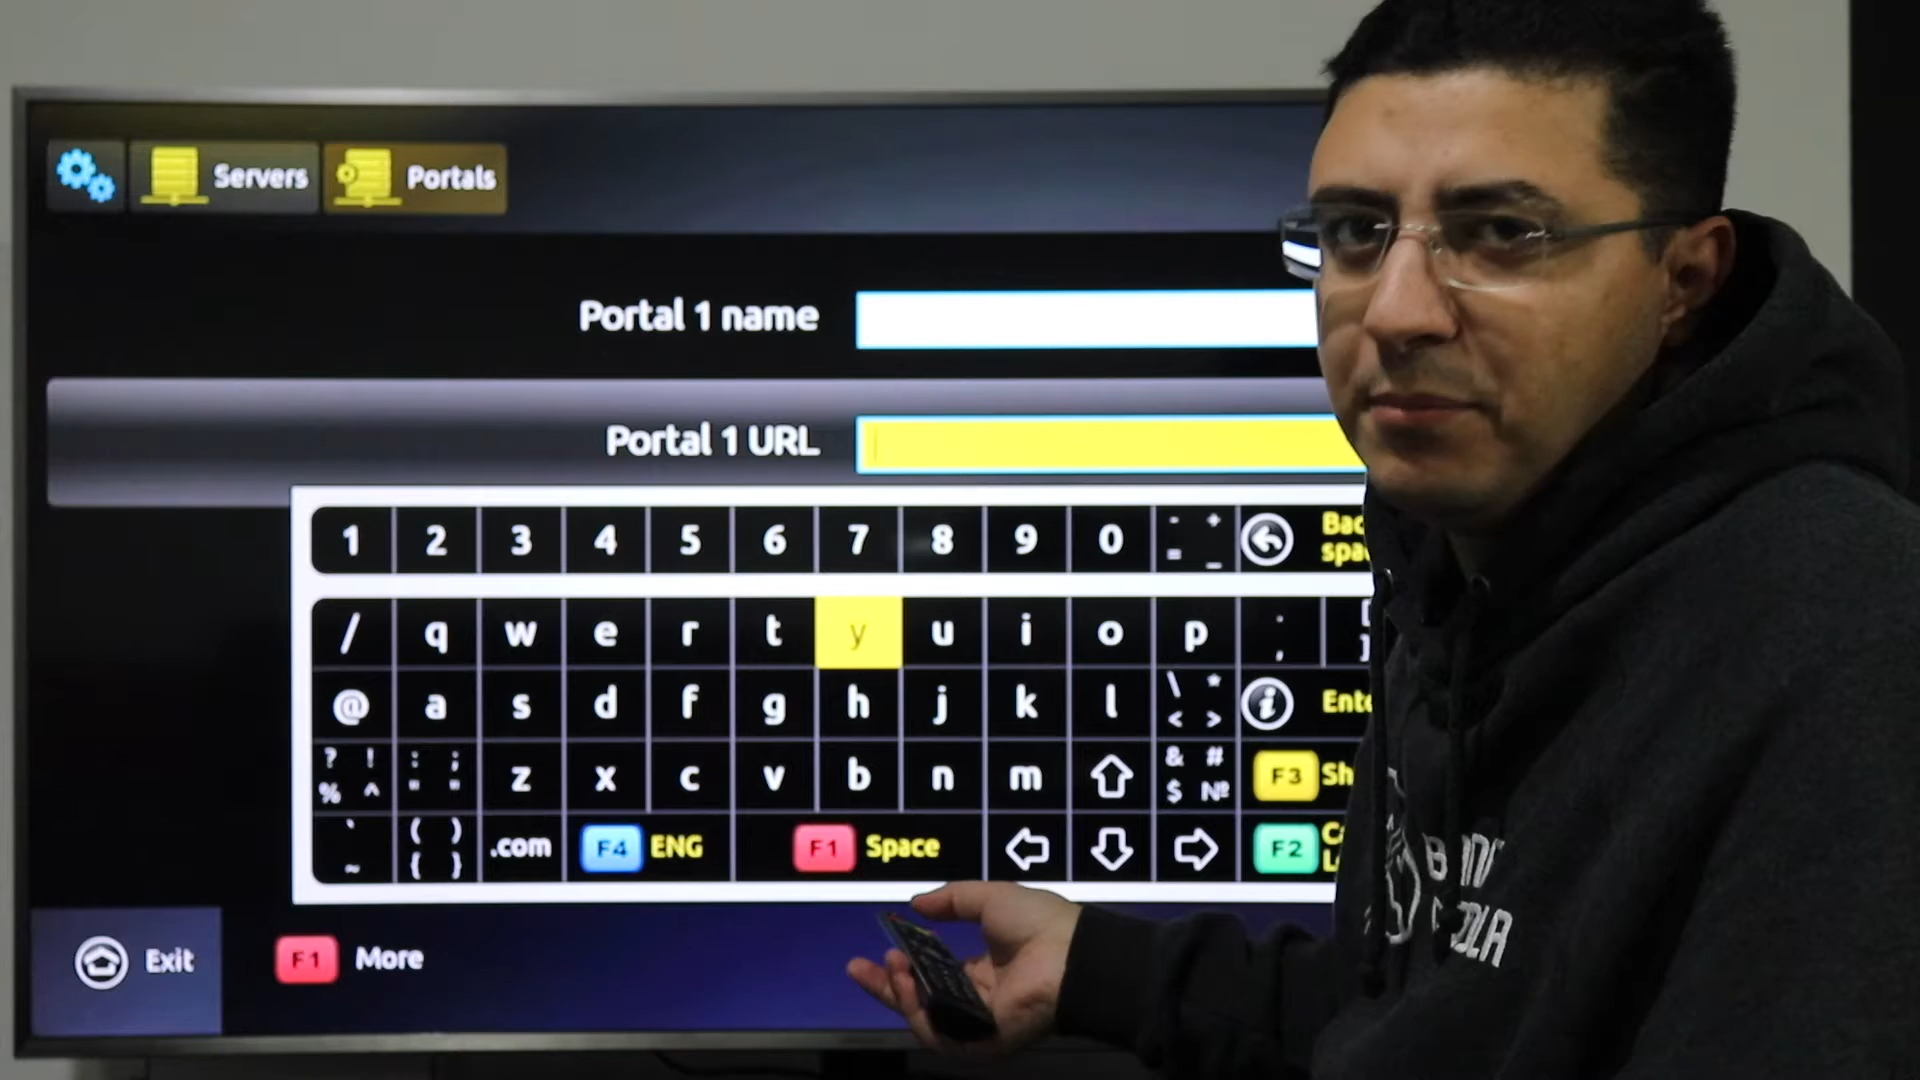 Servers
Portals
Portal 1 name
Portal 1 URL
1 2 3 4 5 6 7 8 9 0 - + = _
/ q w e r t y u i o p
@ a s d f g h j k l \ * < >
? ! % ^ : ; " " z x c v b n m & # $ № F3
` ~ ( ) { } .com F4 ENG F1 Space F2
Exit
F1 More